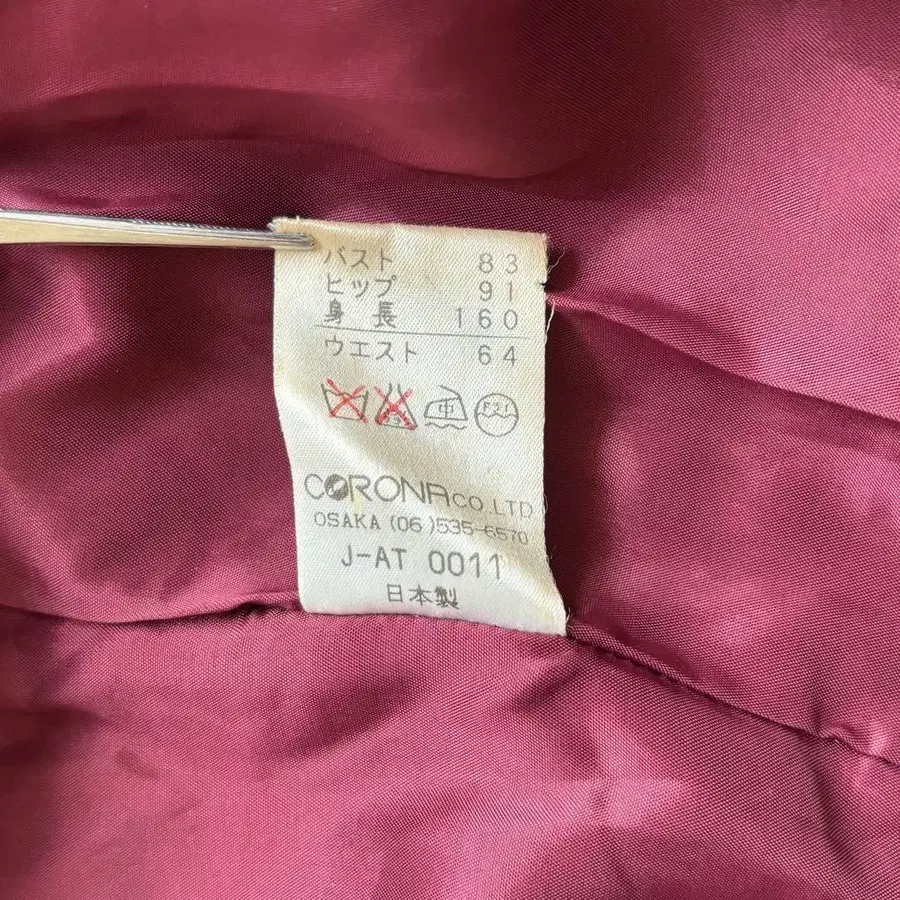 バスト 83
ヒップ 91
身長 160
ウエスト 64
中
CORONA CO.LTD
OSAKA (06)535-6570
J-AT 0011
日本製